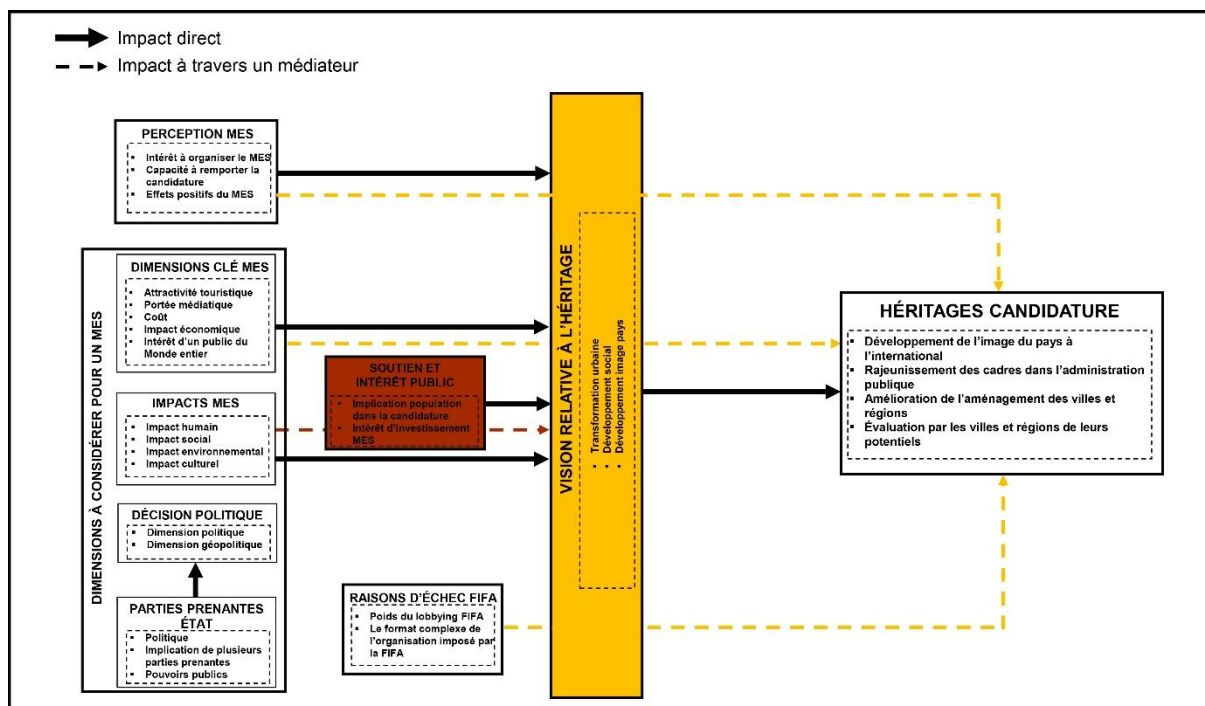 Impact direct
Impact à travers un médiateur
PERCEPTION MES
▪ Intérêt à organiser le MES
▪ Capacité à remporter la
candidature
▪ Effets positifs du MES
DIMENSIONS À CONSIDÉRER POUR UN MES
DIMENSIONS CLÉ MES
▪ Attractivité touristique
▪ Portée médiatique
▪ Coût
▪ Impact économique
▪ Intérêt d'un public du
Monde entier
IMPACTS MES
▪ Impact humain
▪ Impact social
▪ Impact environnemental
▪ Impact culturel
DÉCISION POLITIQUE
▪ Dimension politique
▪ Dimension géopolitique
PARTIES PRENANTES
ÉTAT
▪ Politique
▪ Implication de plusieurs
parties prenantes
▪ Pouvoirs publics
SOUTIEN ET
INTÉRÊT PUBLIC
▪ Implication population
dans la candidature
▪ Intérêt d'investissement
MES
RAISONS D'ÉCHEC FIFA
▪ Poids du lobbying FIFA
▪ Le format complexe de
l'organisation imposé par
la FIFA
VISION RELATIVE À L'HÉRITAGE
▪ Transformation urbaine
▪ Développement social
▪ Développement image pays
HÉRITAGES CANDIDATURE
▪ Développement de l'image du pays à
l'international
▪ Rajeunissement des cadres dans l'administration
publique
▪ Amélioration de l'aménagement des villes et
régions
▪ Évaluation par les villes et régions de leurs
potentiels